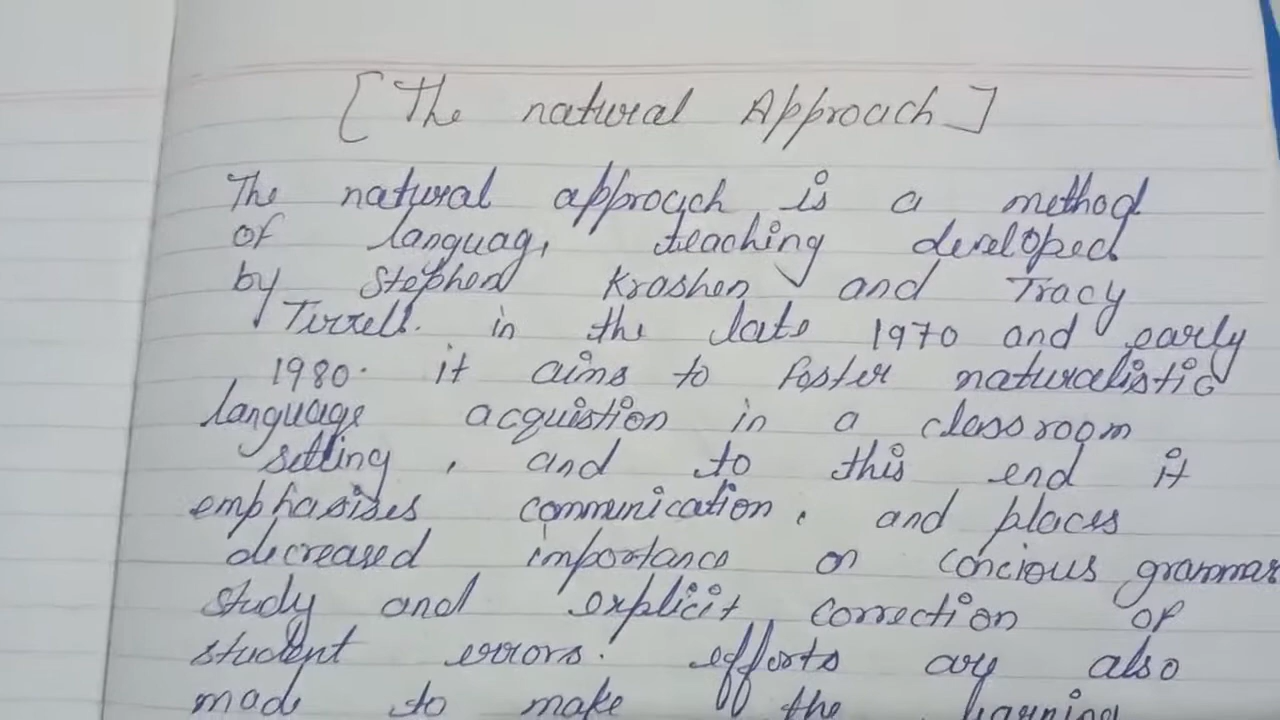 [The natural Approach]
The natural approach is a method
of languag, teaching developed
by Stephen Krashen and Tracy
Tirrell. in the late 1970 and early
1980. it aims to foster naturalistic
language acquistion in a classroom
setting, and to this end it
emphasises communication, and places
decreased importance on concious grammar
study and explicit correction of
student errors. efforts are also
made to make the learning